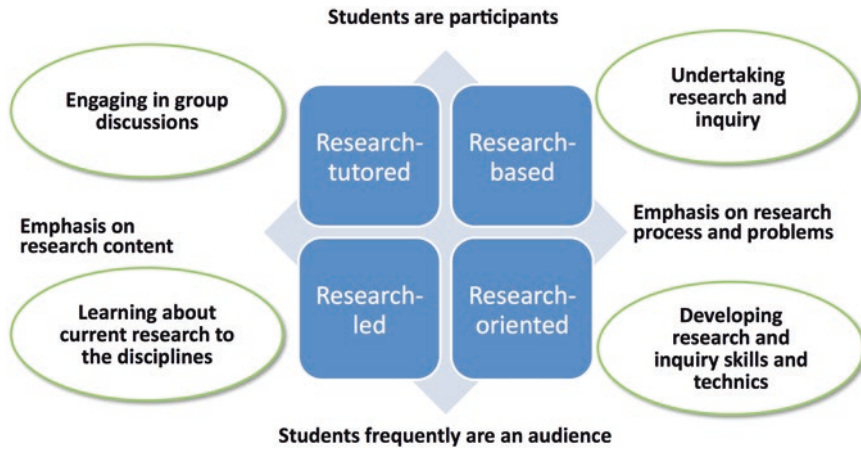 Students are participants
Engaging in group
discussions
Undertaking
research and
inquiry
Research-
tutored
Research-
based
Emphasis on
research content
Emphasis on research
process and problems
Research-
led
Research-
oriented
Learning about
current research to
the disciplines
Developing
research and
inquiry skills and
technics
Students frequently are an audience